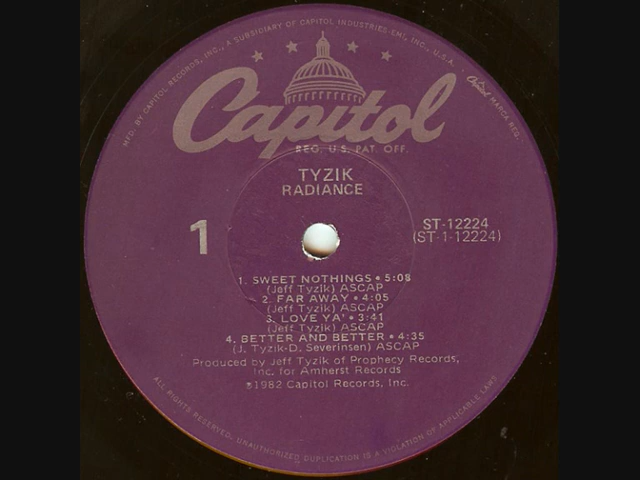 MFD. BY CAPITOL RECORDS, INC., A SUBSIDIARY OF CAPITOL INDUSTRIES-EMI, INC., U.S.A.
Capitol
Capitol MARCA REG.
REG. U.S. PAT. OFF.
TYZIK
RADIANCE
1
ST-12224
(ST-1-12224)
1. SWEET NOTHINGS • 5:08
(Jeff Tyzik) ASCAP
2. FAR AWAY • 4:05
(Jeff Tyzik) ASCAP
3. LOVE YA' • 3:41
(Jeff Tyzik) ASCAP
4. BETTER AND BETTER • 4:35
(J. Tyzik-D. Severinsen) ASCAP
Produced by Jeff Tyzik of Prophecy Records,
Inc. for Amherst Records
℗1982 Capitol Records, Inc.
ALL RIGHTS RESERVED. UNAUTHORIZED DUPLICATION IS A VIOLATION OF APPLICABLE LAWS